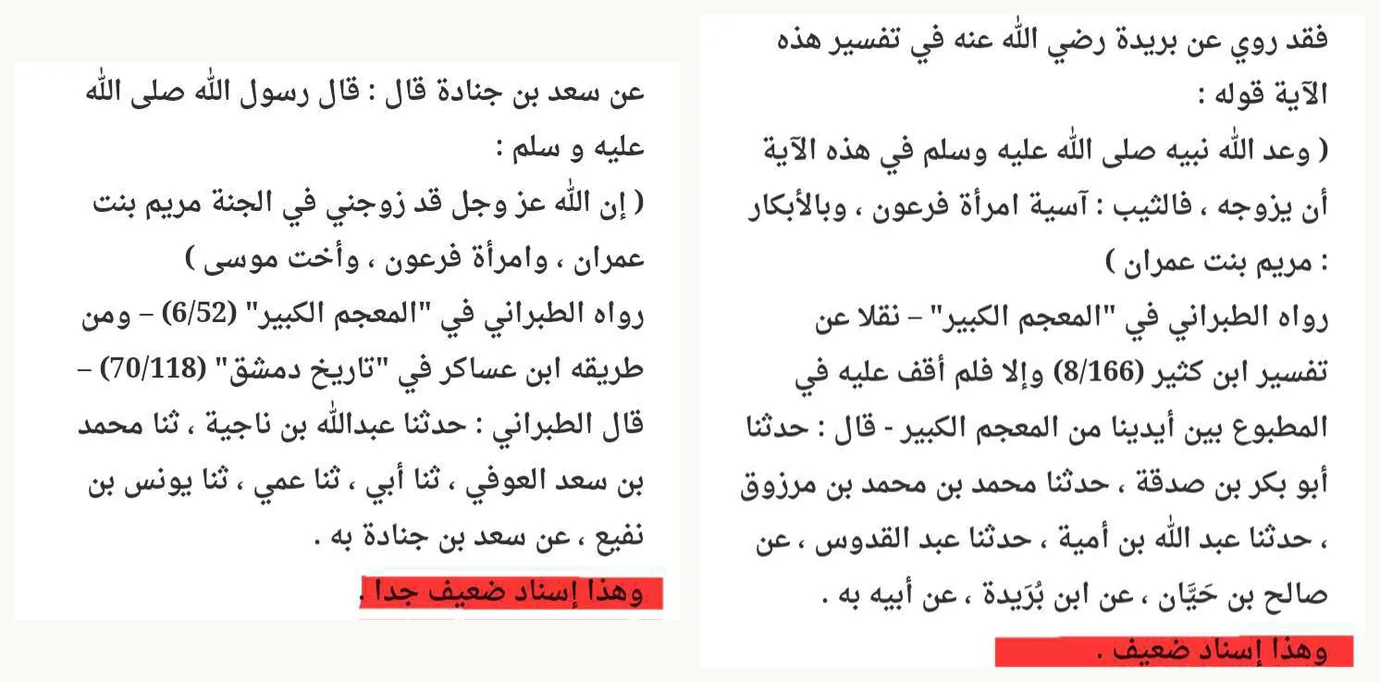 فقد روي عن بريدة رضي الله عنه في تفسير هذه
الآية قوله :
( وعد الله نبيه صلى الله عليه وسلم في هذه الآية
أن يزوجه ، فالثيب : آسية امرأة فرعون ، وبالأبكار
: مريم بنت عمران )
رواه الطبراني في "المعجم الكبير" – نقلا عن
تفسير ابن كثير (8/166) وإلا فلم أقف عليه في
المطبوع بين أيدينا من المعجم الكبير - قال : حدثنا
أبو بكر بن صدقة ، حدثنا محمد بن محمد بن مرزوق
، حدثنا عبد الله بن أمية ، حدثنا عبد القدوس ، عن
صالح بن حَيَّان ، عن ابن بُرَيدة ، عن أبيه به .
وهذا إسناد ضعيف .
عن سعد بن جنادة قال : قال رسول الله صلى الله
عليه و سلم :
( إن الله عز وجل قد زوجني في الجنة مريم بنت
عمران ، وامرأة فرعون ، وأخت موسى )
رواه الطبراني في "المعجم الكبير" (6/52) – ومن
طريقه ابن عساكر في "تاريخ دمشق" (70/118) –
قال الطبراني : حدثنا عبدالله بن ناجية ، ثنا محمد
بن سعد العوفي ، ثنا أبي ، ثنا عمي ، ثنا يونس بن
نفيع ، عن سعد بن جنادة به .
وهذا إسناد ضعيف جدا .